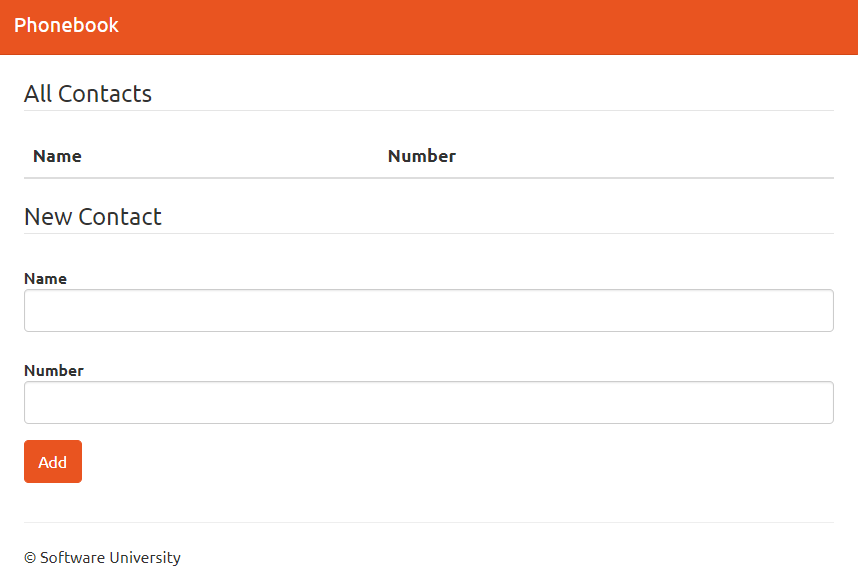 Phonebook
All Contacts
Name Number
New Contact
Name
Number
Add
© Software University